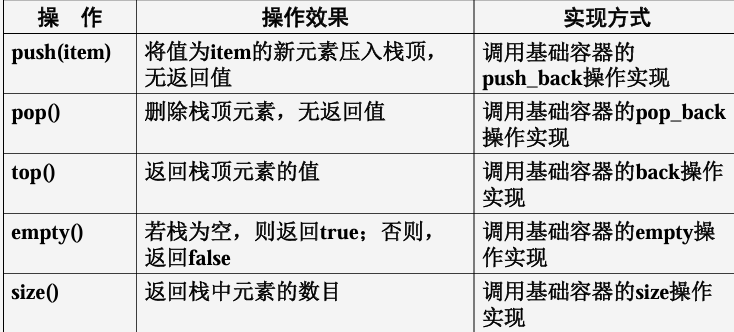 操 作 操作效果 实现方式
push(item) 将值为item的新元素压入栈顶， 调用基础容器的
无返回值 push_back操作实现
pop() 删除栈顶元素，无返回值 调用基础容器的pop_back
操作实现
top() 返回栈顶元素的值 调用基础容器的back操作
实现
empty() 若栈为空，则返回true；否则， 调用基础容器的empty操
返回false 作实现
size() 返回栈中元素的数目 调用基础容器的size操作
实现